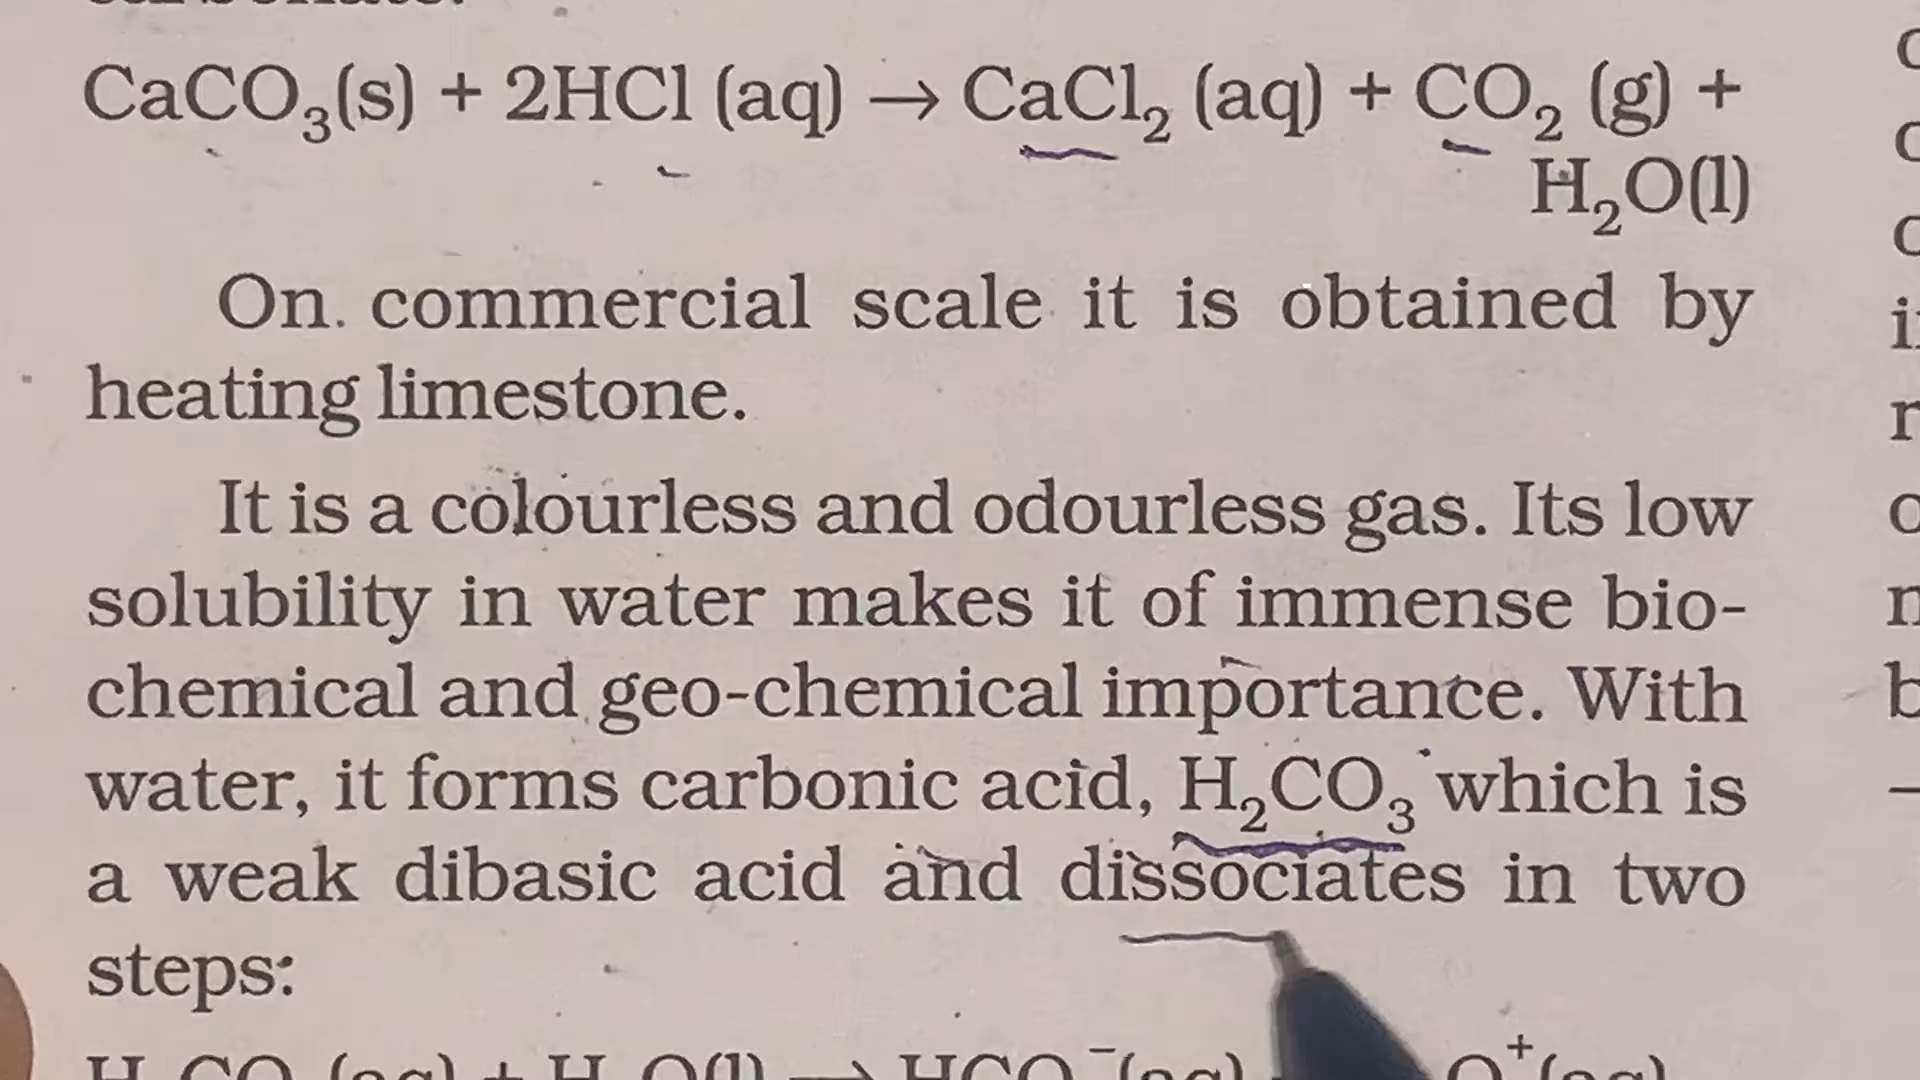 CaCO₃(s) + 2HCl (aq) → CaCl₂ (aq) + CO₂ (g) +
H₂O(l)
On commercial scale it is obtained by
heating limestone.
It is a colourless and odourless gas. Its low
solubility in water makes it of immense bio-
chemical and geo-chemical importance. With
water, it forms carbonic acid, H₂CO₃ which is
a weak dibasic acid and dissociates in two
steps: